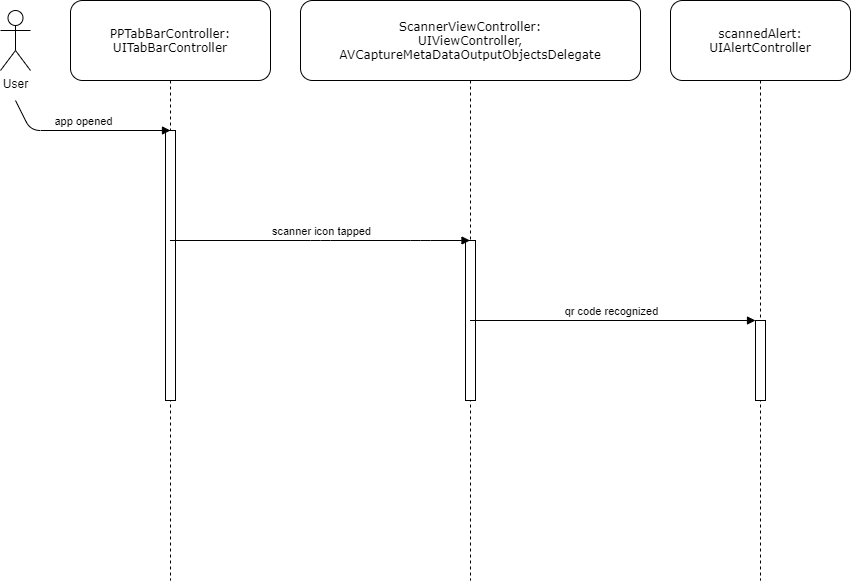 PPTabBarController:
UITabBarController
ScannerViewController:
UIViewController,
AVCaptureMetaDataOutputObjectsDelegate
scannedAlert:
UIAlertController
User
app opened
scanner icon tapped
qr code recognized